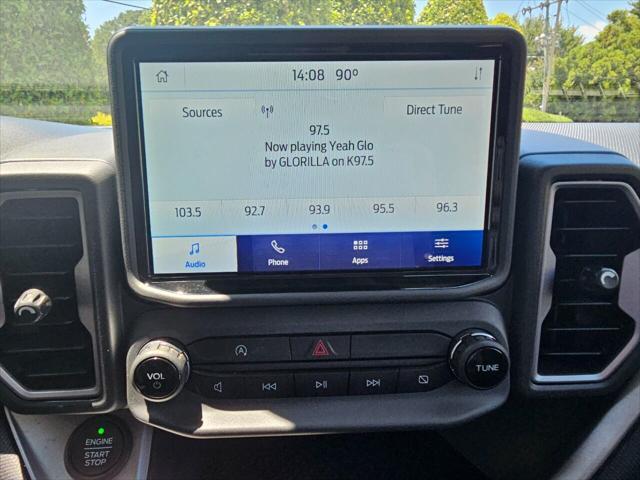 14:08 90°
Sources
Direct Tune
97.5
Now playing Yeah Glo
by GLORILLA on K97.5
103.5 92.7 93.9 95.5 96.3
Audio Phone Apps Settings
VOL
TUNE
ENGINE
START
STOP